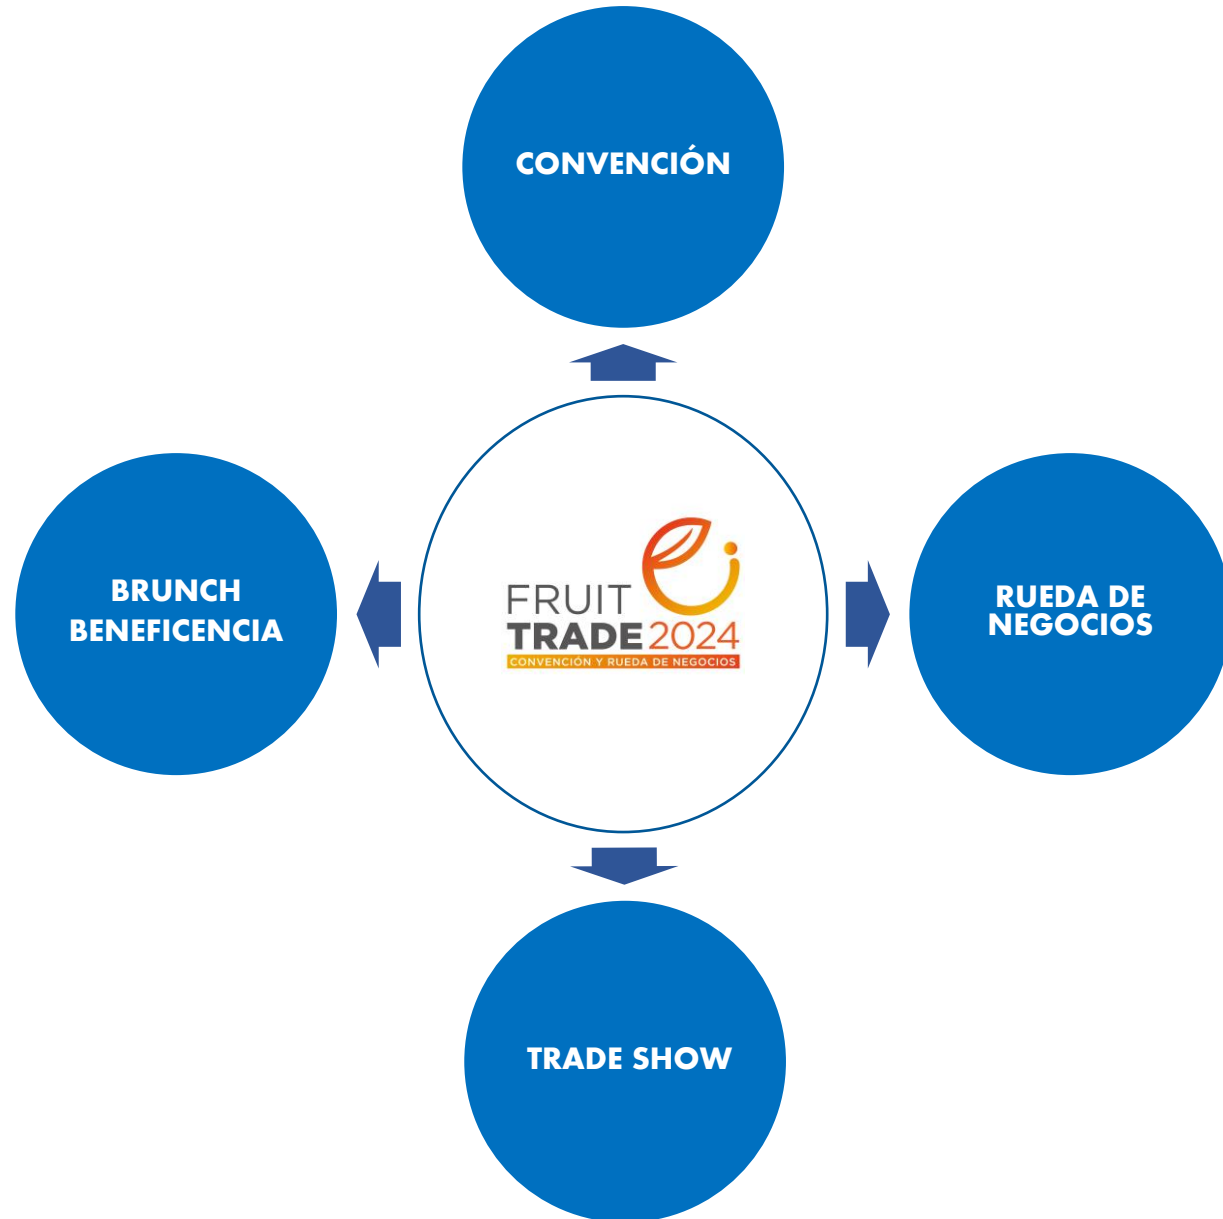 CONVENCIÓN
BRUNCH
BENEFICENCIA
FRUIT
TRADE 2024
CONVENCIÓN Y RUEDA DE NEGOCIOS
RUEDA DE
NEGOCIOS
TRADE SHOW